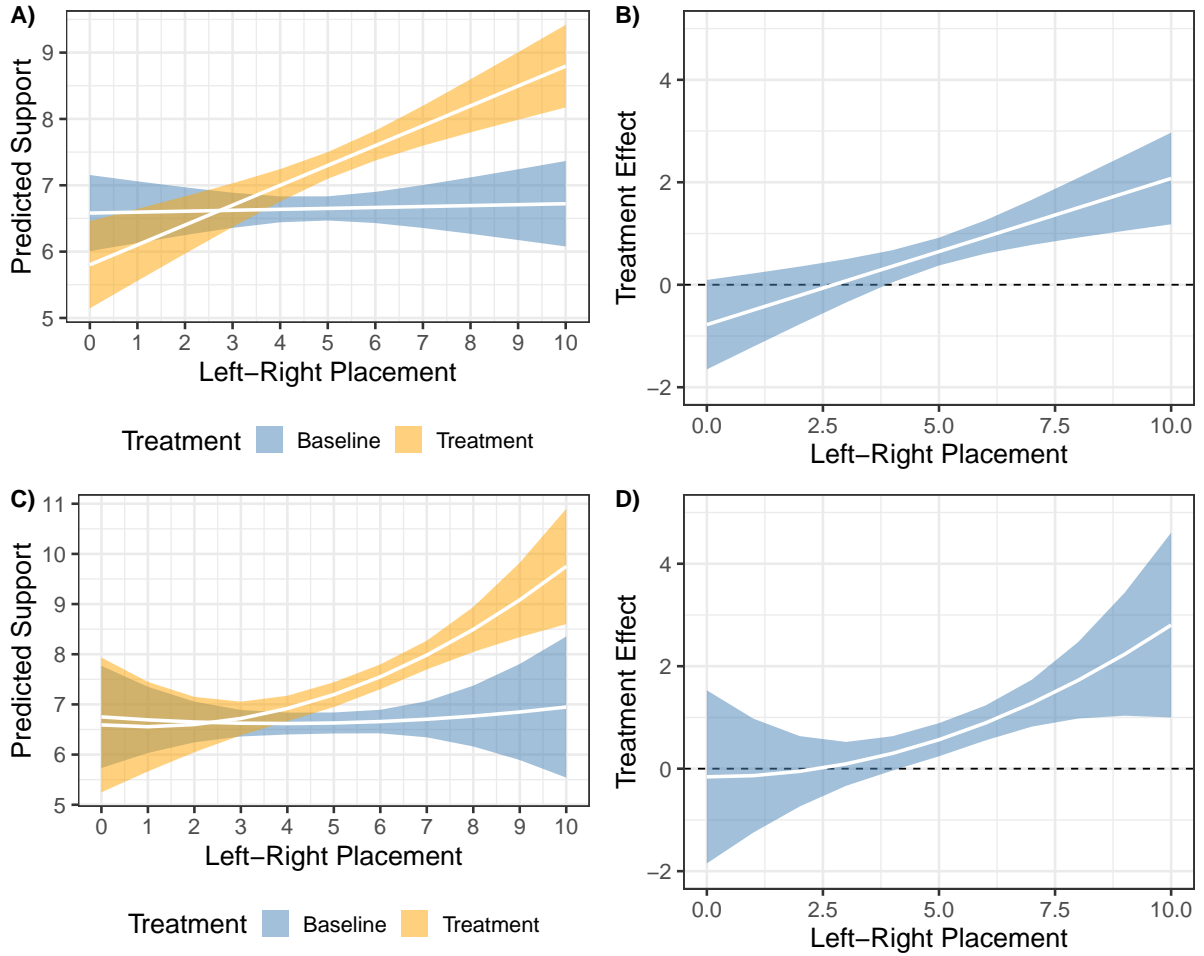 A)
Predicted Support
9
8
7
6
5
0 1 2 3 4 5 6 7 8 9 10
Left−Right Placement
Treatment Baseline Treatment
B)
Treatment Effect
4
2
0
−2
0.0 2.5 5.0 7.5 10.0
Left−Right Placement
C)
Predicted Support
11
10
9
8
7
6
5
0 1 2 3 4 5 6 7 8 9 10
Left−Right Placement
Treatment Baseline Treatment
D)
Treatment Effect
4
2
0
−2
0.0 2.5 5.0 7.5 10.0
Left−Right Placement